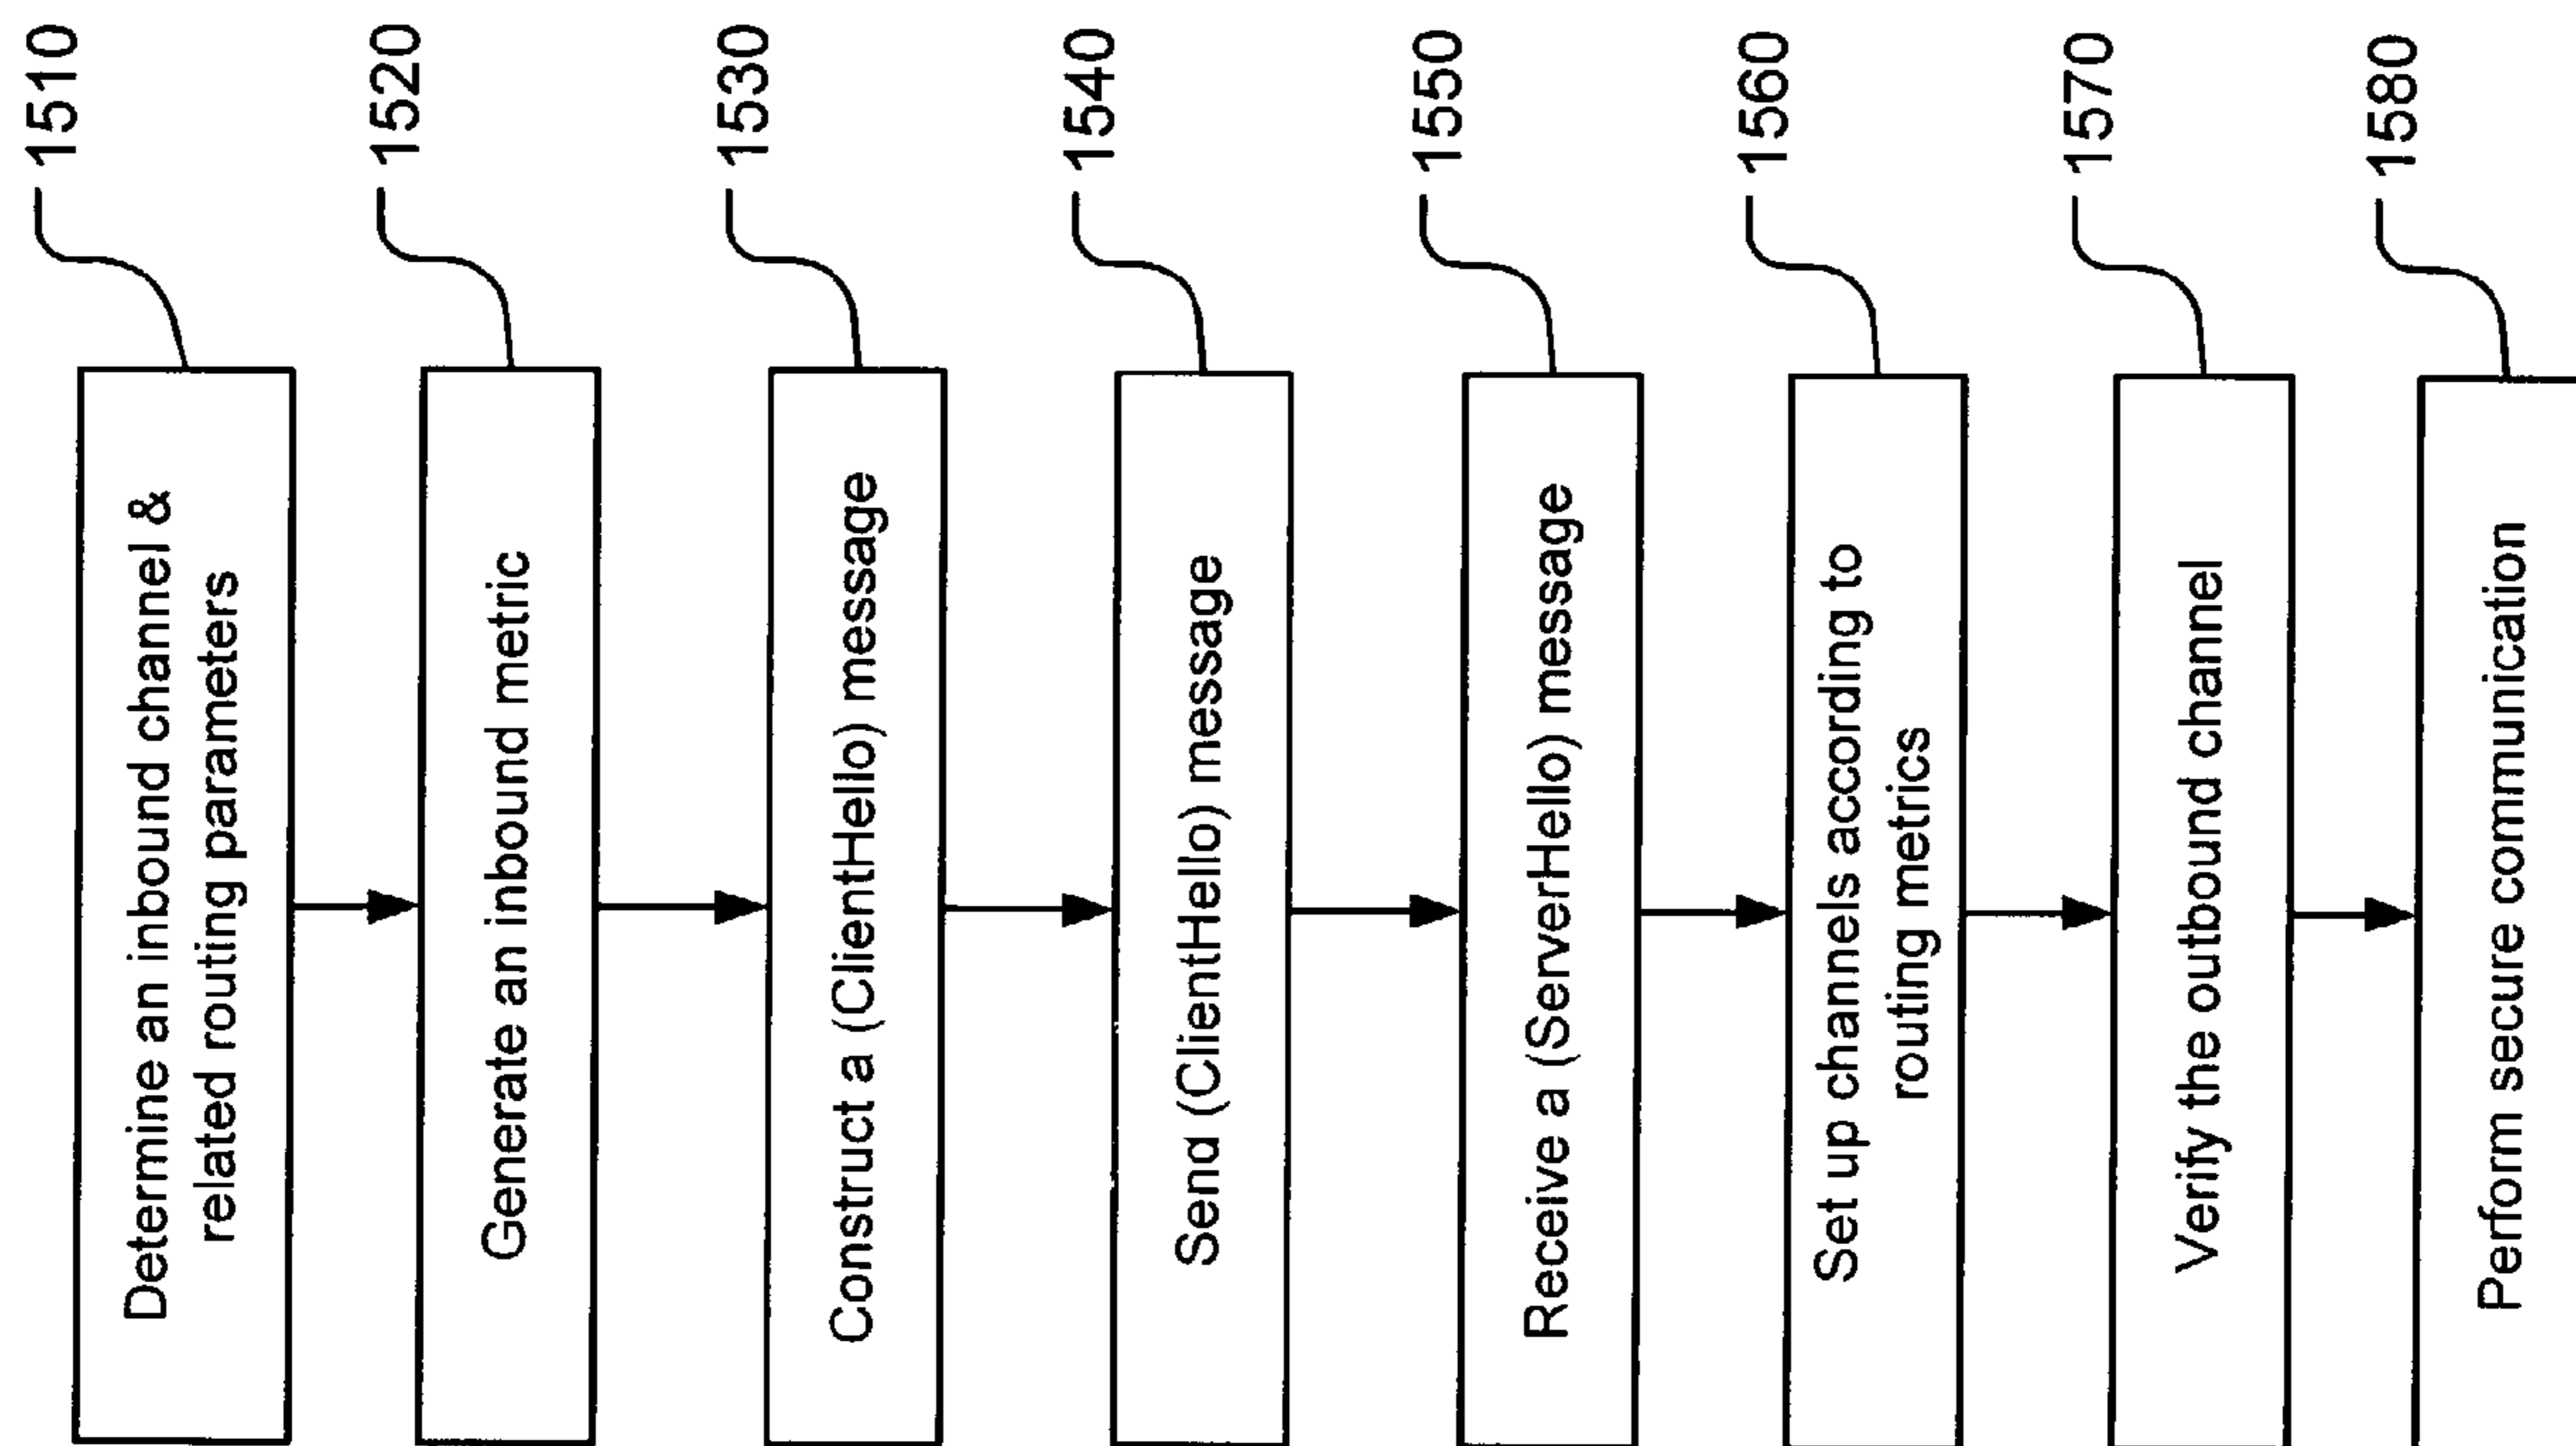 Determine an inbound channel &
related routing parameters
1510
Generate an inbound metric
1520
Construct a (ClientHello) message
1530
Send (ClientHello) message
1540
Receive a (ServerHello) message
1550
Set up channels according to
routing metrics
1560
Verify the outbound channel
1570
Perform secure communication
1580